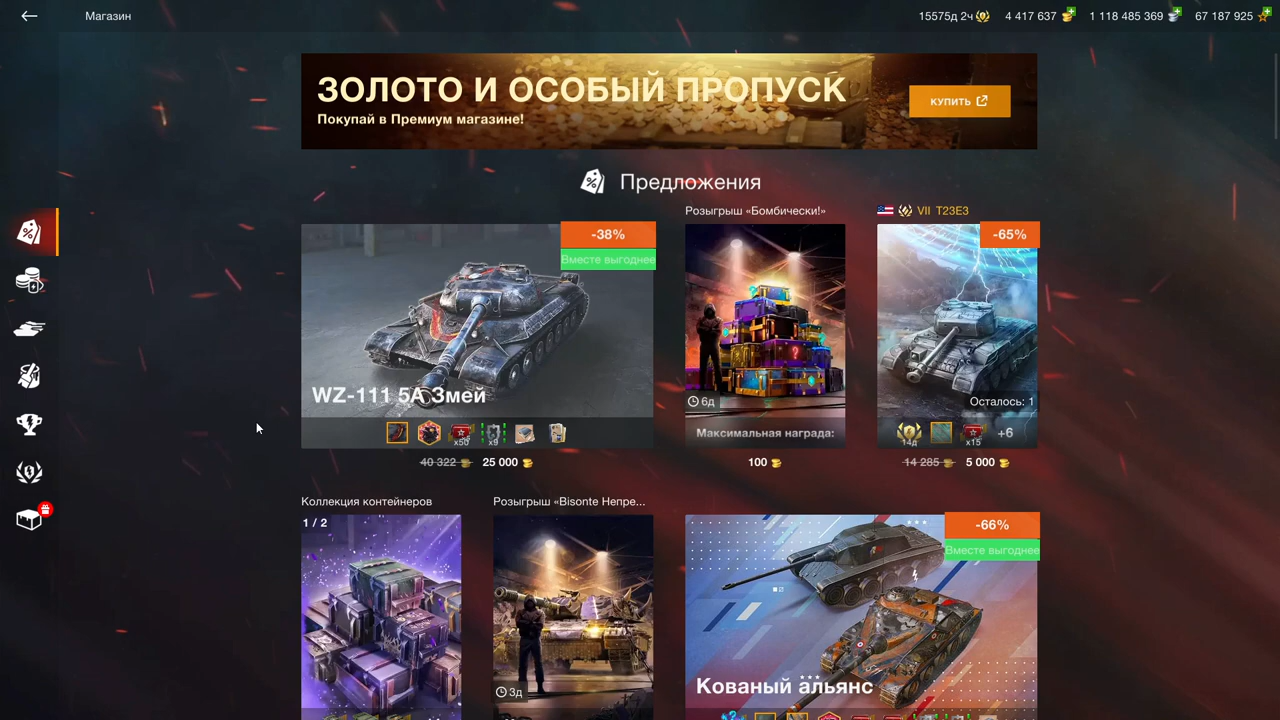 Магазин
15575д 2ч
4 417 637
1 118 485 369
67 187 925
ЗОЛОТО И ОСОБЫЙ ПРОПУСК
Покупай в Премиум магазине!
КУПИТЬ
Предложения
-38%
Вместе выгоднее
WZ-111 5A Змей
x50
x9
40 322
25 000
Розыгрыш «Бомбически!»
6д
Максимальная награда:
100
VII T23E3
-65%
Осталось: 1
14д
x15
+6
14 285
5 000
Коллекция контейнеров
1 / 2
Розыгрыш «Bisonte Непре...
3д
-66%
Вместе выгоднее
Кованый альянс